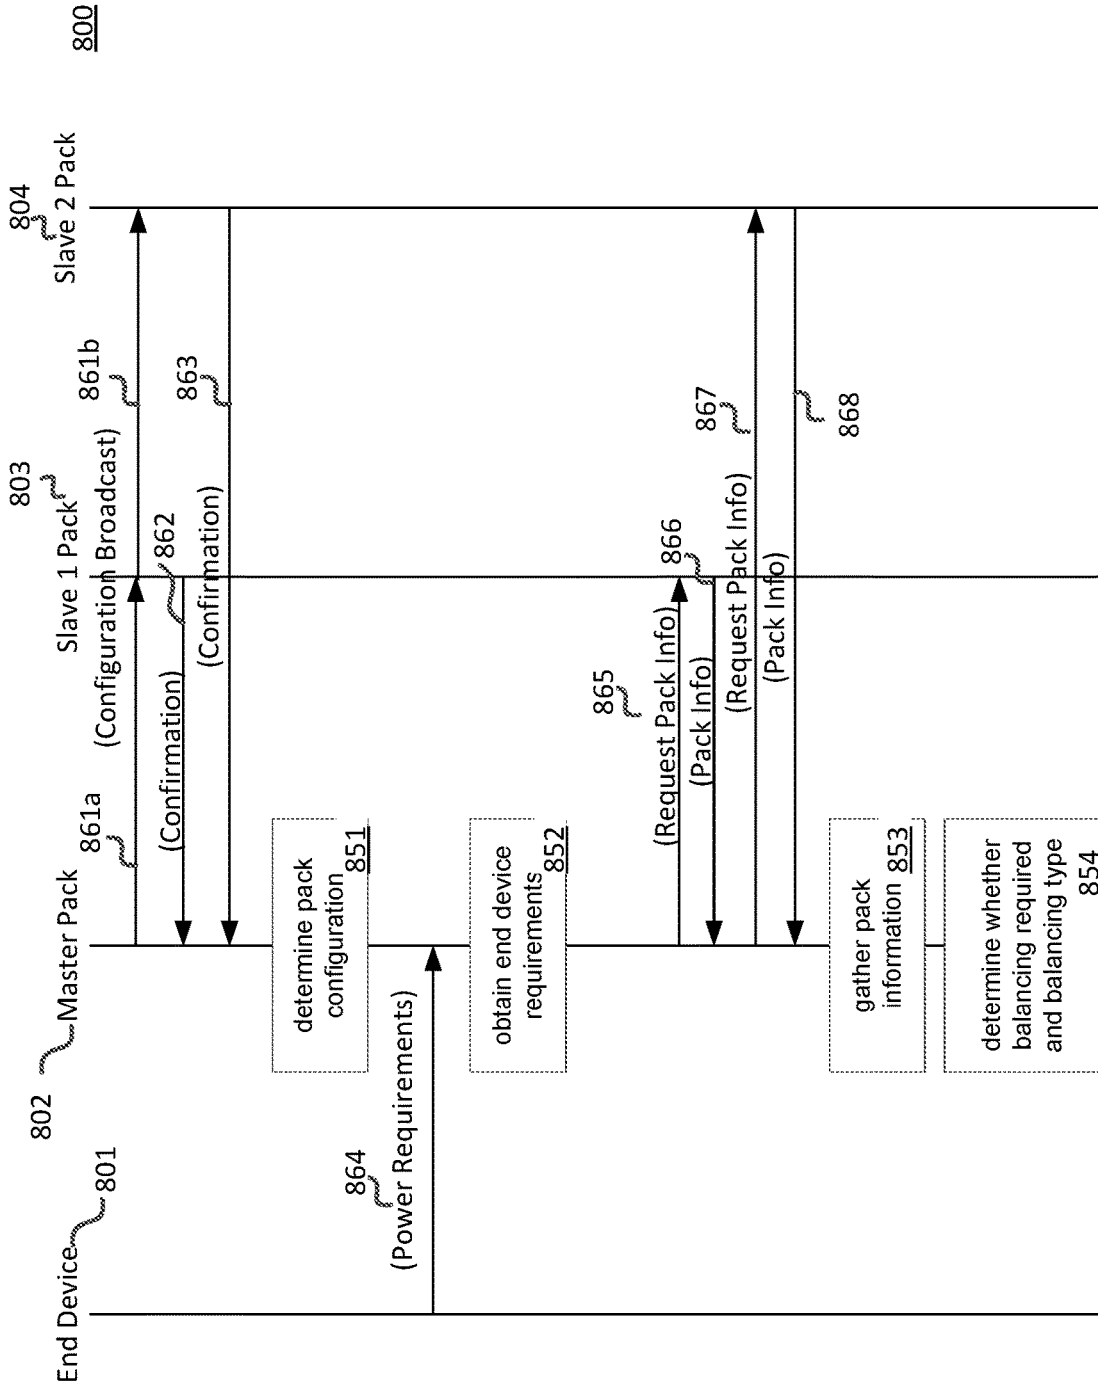 800
End Device
801
802
Master Pack
Slave 1 Pack
803
804
Slave 2 Pack
861a
(Configuration Broadcast)
861b
(Confirmation)
862
(Confirmation)
863
determine pack
configuration
851
864
(Power Requirements)
obtain end device
requirements
852
865
(Request Pack Info)
(Pack Info)
866
(Request Pack Info)
867
(Pack Info)
868
gather pack
information 853
determine whether
balancing required
and balancing type
854